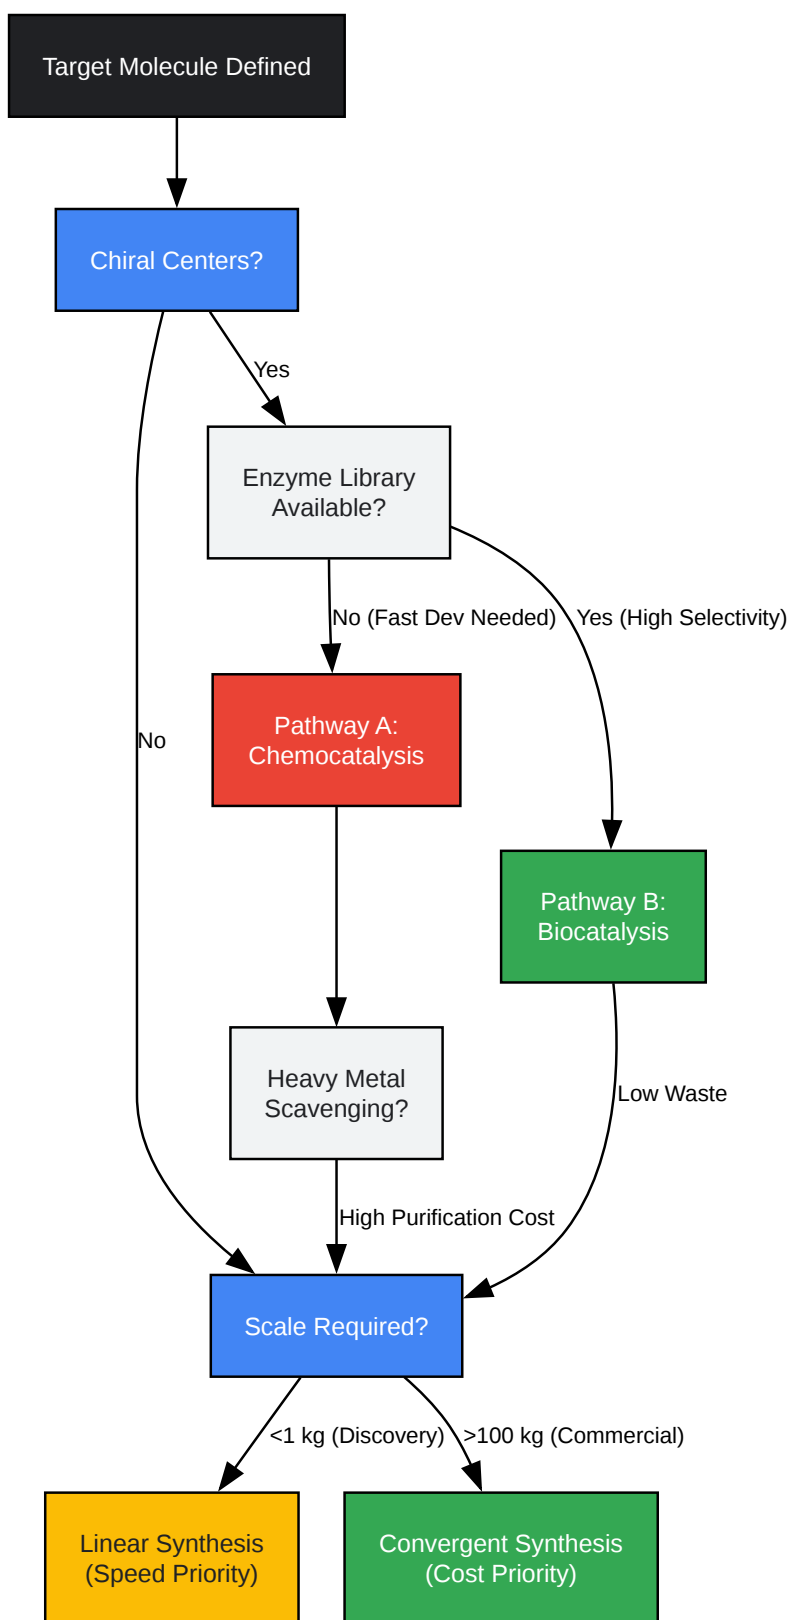 Target Molecule Defined
Chiral Centers?
Yes
Enzyme Library
Available?
No (Fast Dev Needed)
Yes (High Selectivity)
Pathway A:
Chemocatalysis
No
Pathway B:
Biocatalysis
Heavy Metal
Scavenging?
Low Waste
High Purification Cost
Scale Required?
<1 kg (Discovery)
>100 kg (Commercial)
Linear Synthesis
(Speed Priority)
Convergent Synthesis
(Cost Priority)